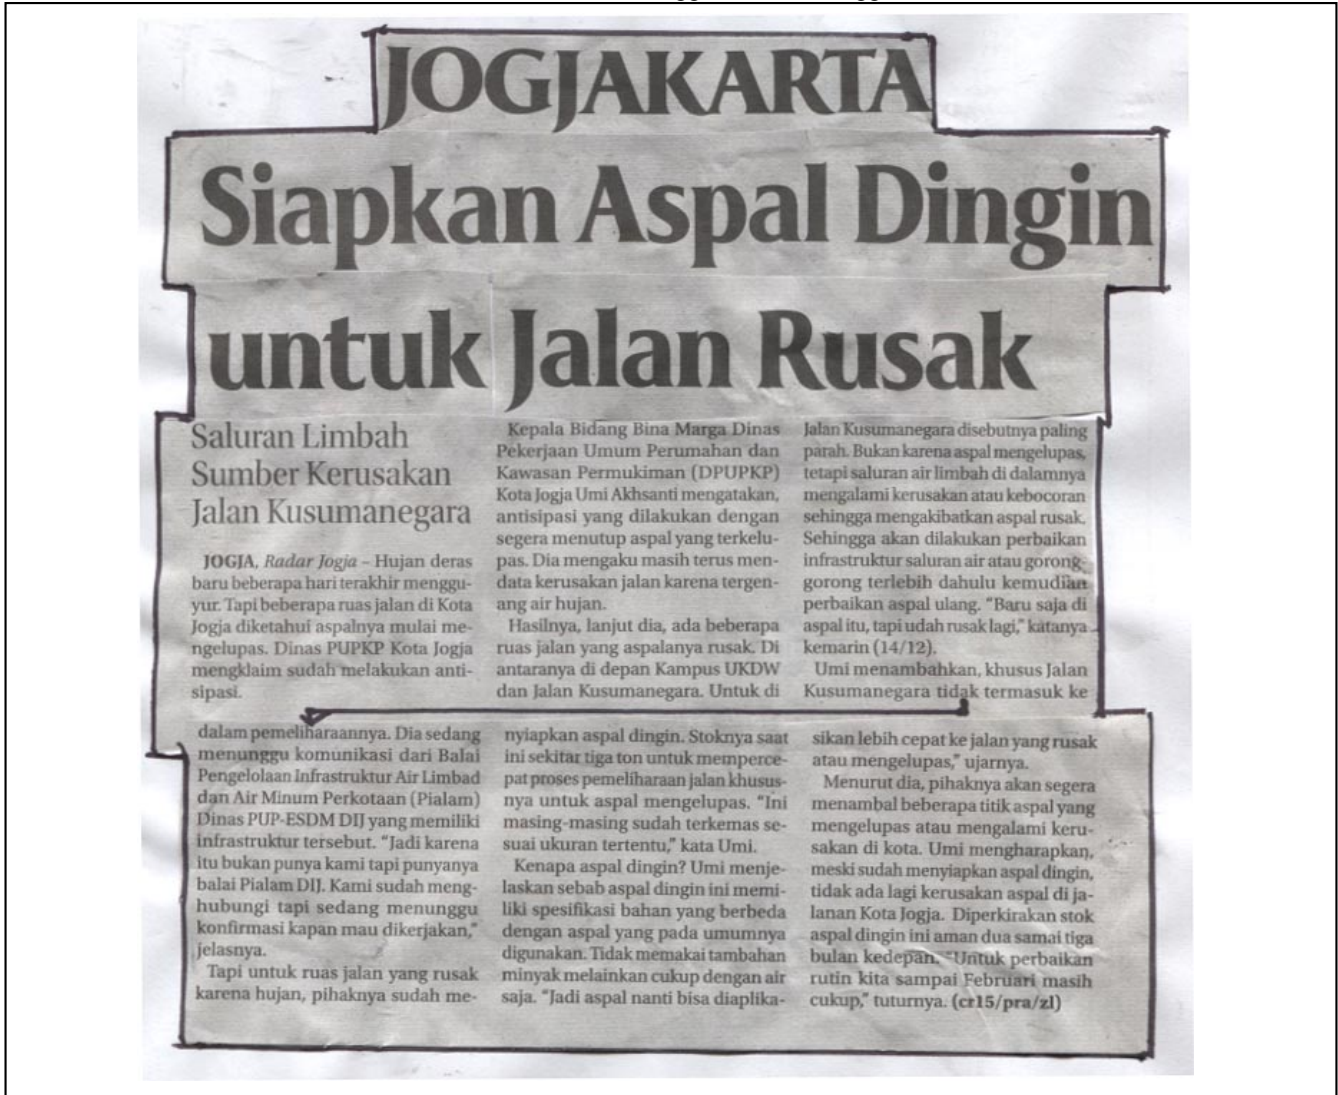 JOGJAKARTA
Siapkan Aspal Dingin
untuk Jalan Rusak
Saluran Limbah
Sumber Kerusakan
Jalan Kusumanegara
JOGJA, Radar Jogja – Hujan deras
baru beberapa hari terakhir menggu-
yur. Tapi beberapa ruas jalan di Kota
Jogja diketahui aspalnya mulai me-
ngelupas. Dinas PUPKP Kota Jogja
mengklaim sudah melakukan anti-
sipasi.
Kepala Bidang Bina Marga Dinas
Pekerjaan Umum Perumahan dan
Kawasan Permukiman (DPUPKP)
Kota Jogja Umi Akhsanti mengatakan,
antisipasi yang dilakukan dengan
segera menutup aspal yang terkelu-
pas. Dia mengaku masih terus men-
data kerusakan jalan karena tergen-
ang air hujan.
Hasilnya, lanjut dia, ada beberapa
ruas jalan yang aspalanya rusak. Di
antaranya di depan Kampus UKDW
dan Jalan Kusumanegara. Untuk di
Jalan Kusumanegara disebutnya paling
parah. Bukan karena aspal mengelupas,
tetapi saluran air limbah di dalamnya
mengalami kerusakan atau kebocoran
sehingga mengakibatkan aspal rusak.
Sehingga akan dilakukan perbaikan
infrastruktur saluran air atau gorong-
gorong terlebih dahulu kemudian
perbaikan aspal ulang. “Baru saja di
aspal itu, tapi udah rusak lagi,” katanya
kemarin (14/12).
Umi menambahkan, khusus Jalan
Kusumanegara tidak termasuk ke
dalam pemeliharaannya. Dia sedang
menunggu komunikasi dari Balai
Pengelolaan Infrastruktur Air Limbad
dan Air Minum Perkotaan (Pialam)
Dinas PUP-ESDM DIJ yang memiliki
infrastruktur tersebut. “Jadi karena
itu bukan punya kami tapi punyanya
balai Pialam DIJ. Kami sudah meng-
hubungi tapi sedang menunggu
konfirmasi kapan mau dikerjakan,”
jelasnya.
Tapi untuk ruas jalan yang rusak
karena hujan, pihaknya sudah me-
nyiapkan aspal dingin. Stoknya saat
ini sekitar tiga ton untuk memperce-
pat proses pemeliharaan jalan khusus-
nya untuk aspal mengelupas. “Ini
masing-masing sudah terkemas se-
suai ukuran tertentu,” kata Umi.
Kenapa aspal dingin? Umi menje-
laskan sebab aspal dingin ini memi-
liki spesifikasi bahan yang berbeda
dengan aspal yang pada umumnya
digunakan. Tidak memakai tambahan
minyak melainkan cukup dengan air
saja. “Jadi aspal nanti bisa diaplika-
sikan lebih cepat ke jalan yang rusak
atau mengelupas,” ujarnya.
Menurut dia, pihaknya akan segera
menambal beberapa titik aspal yang
mengelupas atau mengalami keru-
sakan di kota. Umi mengharapkan,
meski sudah menyiapkan aspal dingin,
tidak ada lagi kerusakan aspal di ja-
lanan Kota Jogja. Diperkirakan stok
aspal dingin ini aman dua samai tiga
bulan kedepan. “Untuk perbaikan
rutin kita sampai Februari masih
cukup,” tuturnya. (cr15/pra/zl)